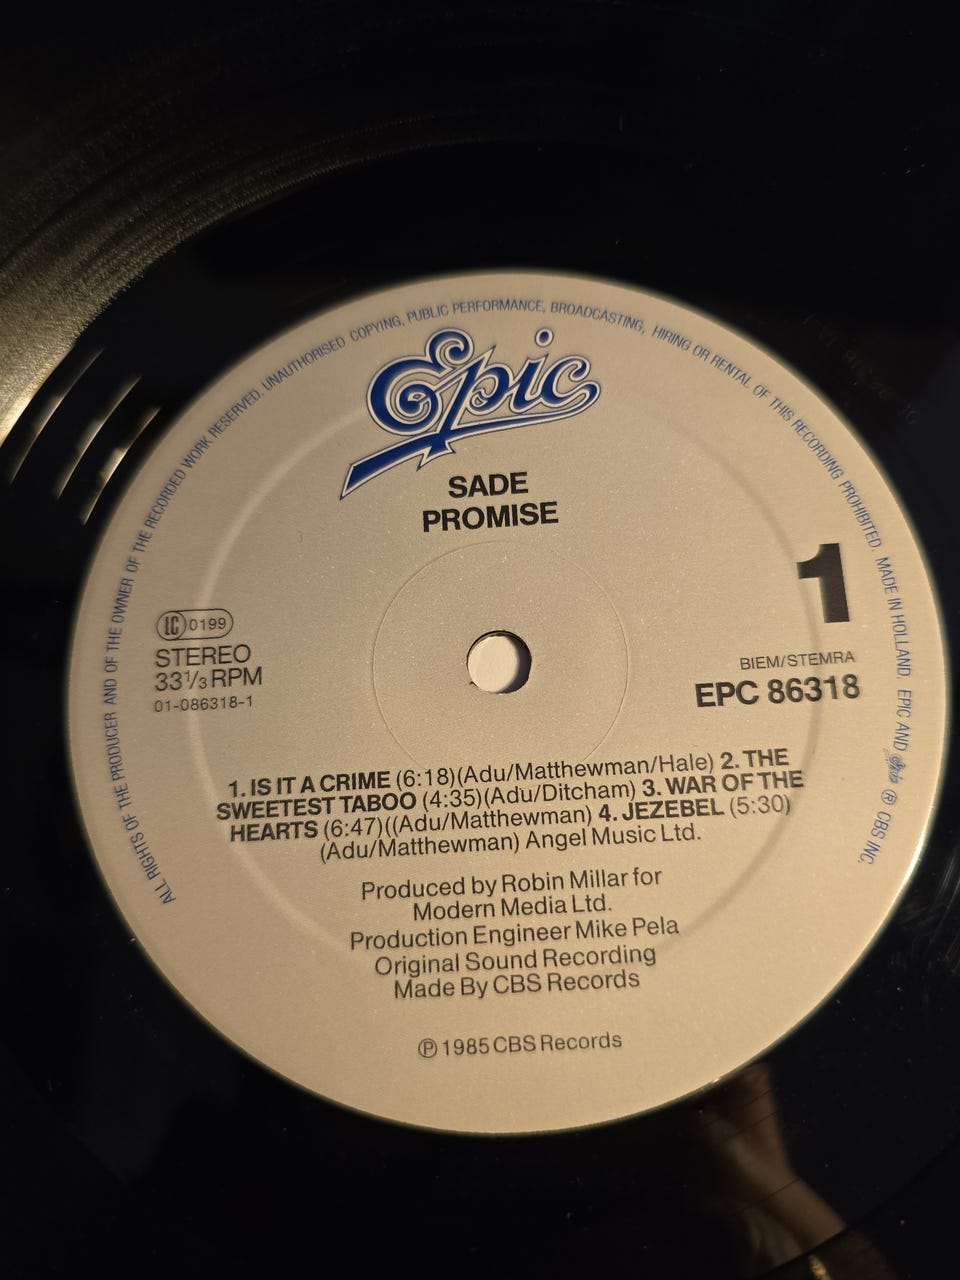 ALL RIGHTS OF THE PRODUCER AND OF THE OWNER OF THE RECORDED WORK RESERVED. UNAUTHORISED COPYING, PUBLIC PERFORMANCE, BROADCASTING, HIRING OR RENTAL OF THIS RECORDING PROHIBITED. MADE IN HOLLAND. EPIC AND Epic ® CBS INC.
Epic
SADE
PROMISE
1
LC 0199
STEREO
33⅓ RPM
01-086318-1
BIEM/STEMRA
EPC 86318
1. IS IT A CRIME (6:18)(Adu/Matthewman/Hale) 2. THE
SWEETEST TABOO (4:35)(Adu/Ditcham) 3. WAR OF THE
HEARTS (6:47)((Adu/Matthewman) 4. JEZEBEL (5:30)
(Adu/Matthewman) Angel Music Ltd.
Produced by Robin Millar for
Modern Media Ltd.
Production Engineer Mike Pela
Original Sound Recording
Made By CBS Records
℗ 1985 CBS Records